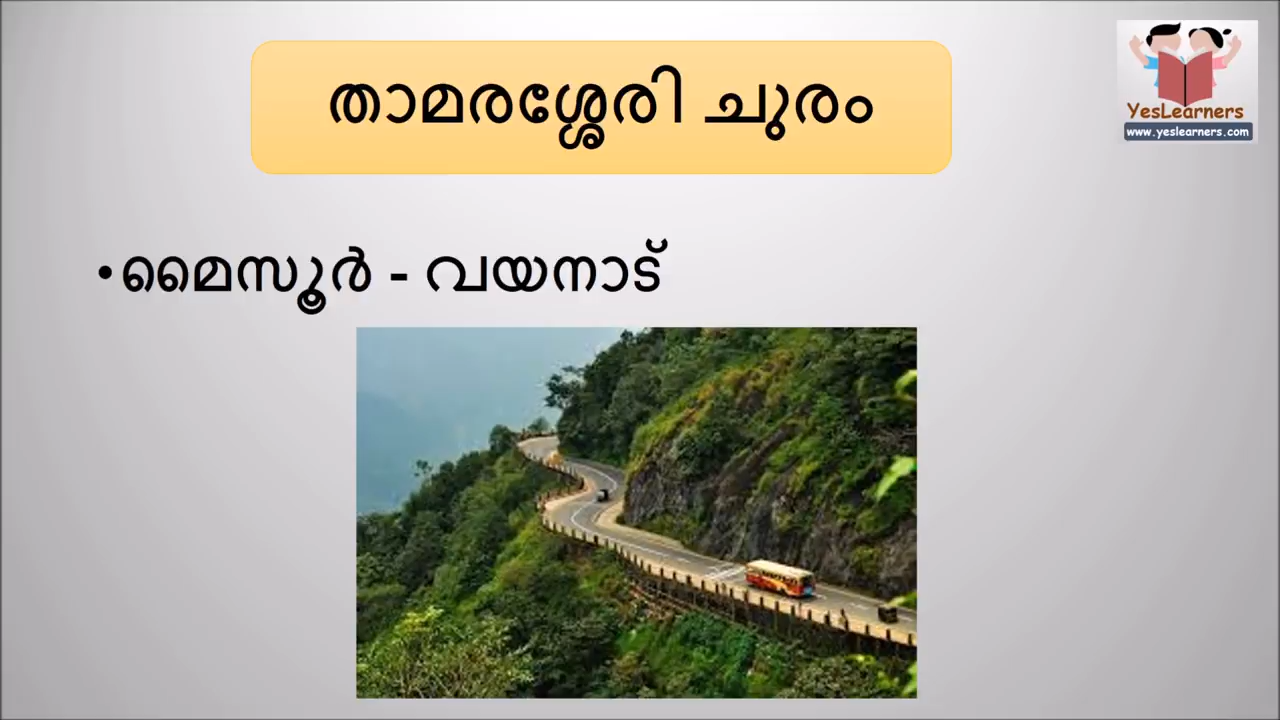 താമരശ്ശേരി ചുരം
YesLearners
www.yeslearners.com
•മൈസൂർ - വയനാട്